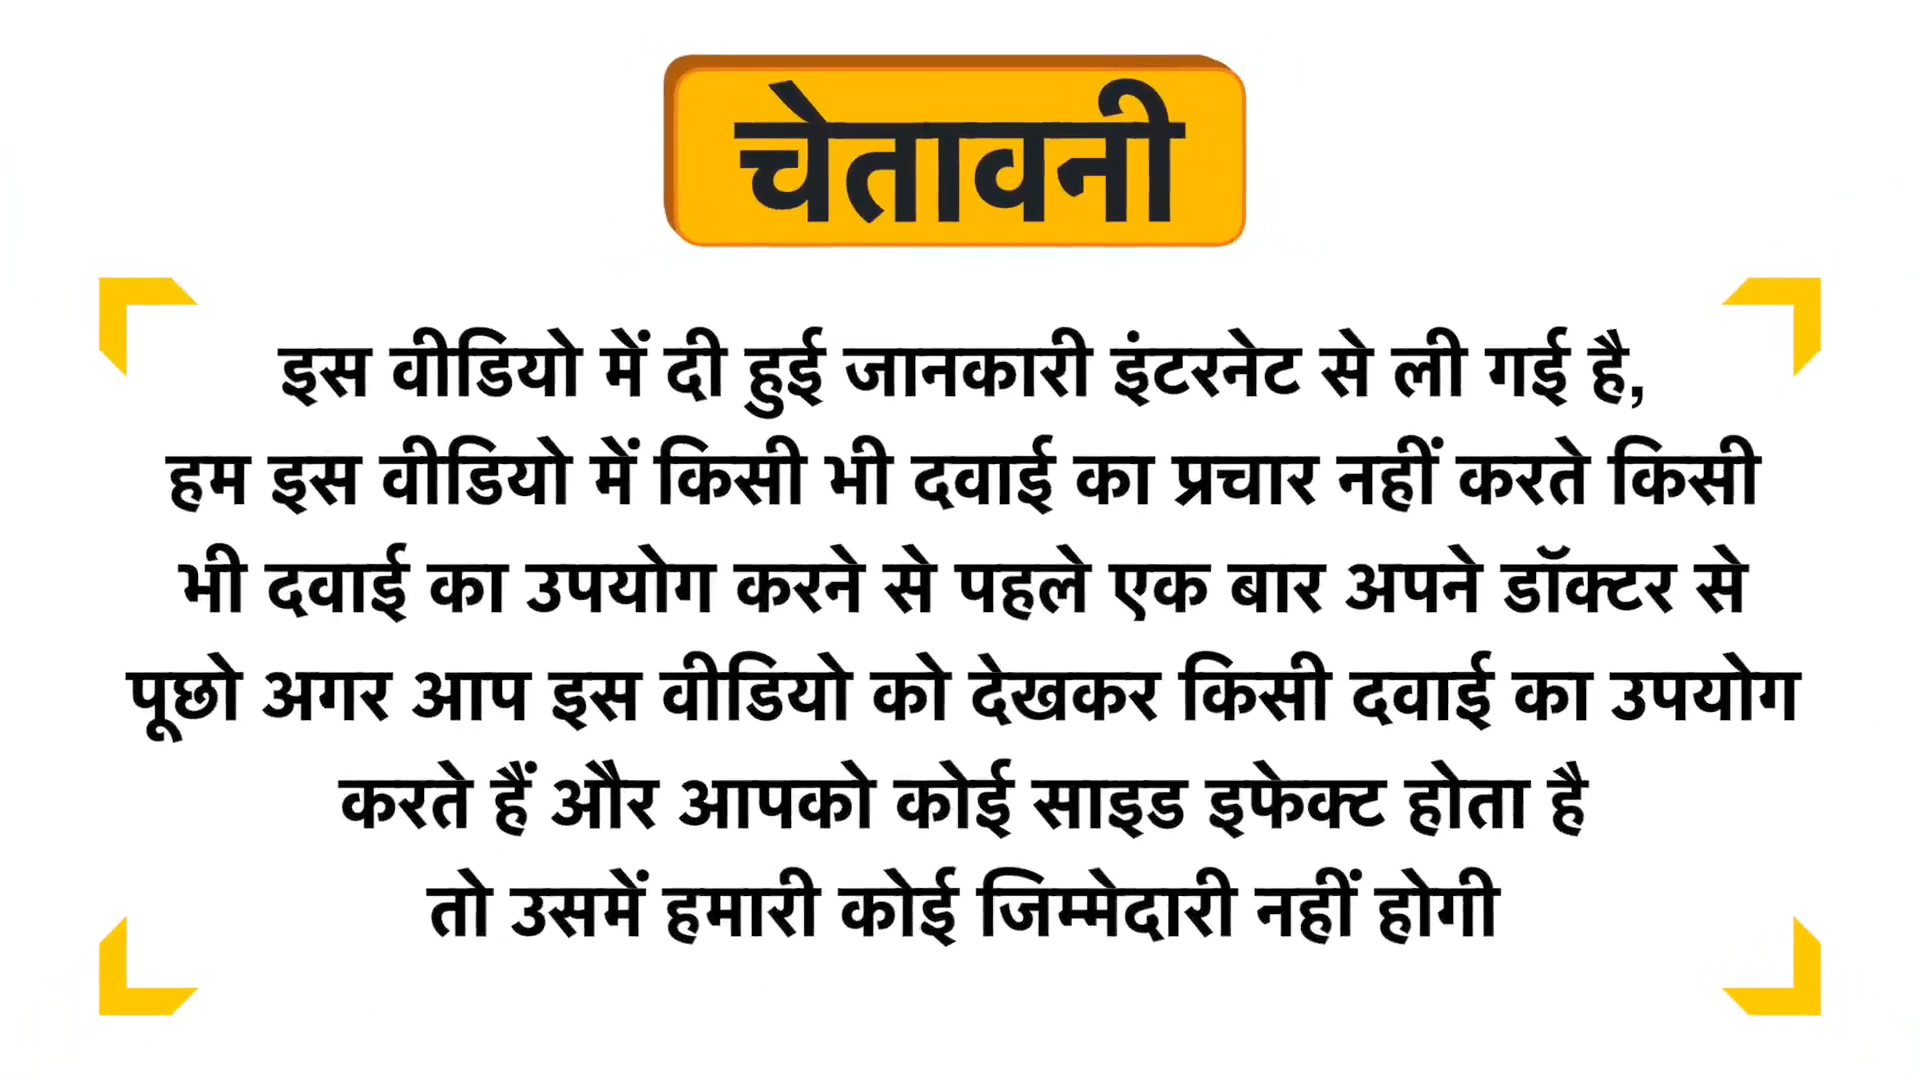 चेतावनी
इस वीडियो में दी हुई जानकारी इंटरनेट से ली गई है,
हम इस वीडियो में किसी भी दवाई का प्रचार नहीं करते किसी
भी दवाई का उपयोग करने से पहले एक बार अपने डॉक्टर से
पूछो अगर आप इस वीडियो को देखकर किसी दवाई का उपयोग
करते हैं और आपको कोई साइड इफेक्ट होता है
तो उसमें हमारी कोई जिम्मेदारी नहीं होगी